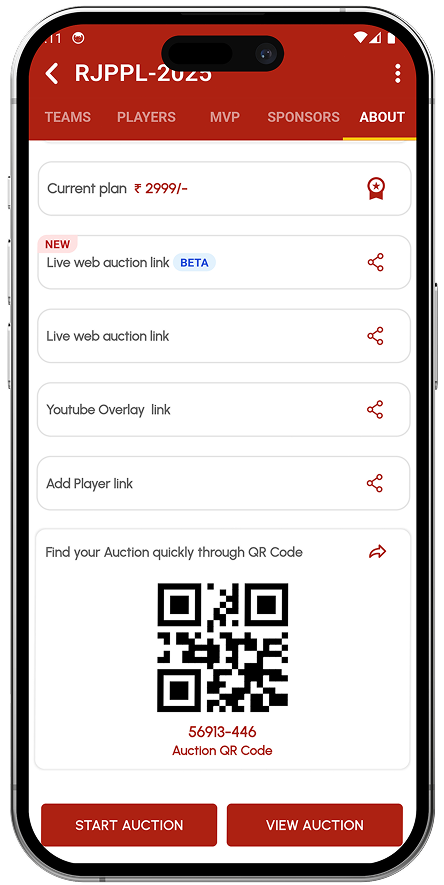 :11
RJPPL-2025
TEAMS PLAYERS MVP SPONSORS ABOUT
Current plan ₹ 2999/-
NEW
Live web auction link BETA
Live web auction link
Youtube Overlay link
Add Player link
Find your Auction quickly through QR Code
56913-446
Auction QR Code
START AUCTION VIEW AUCTION